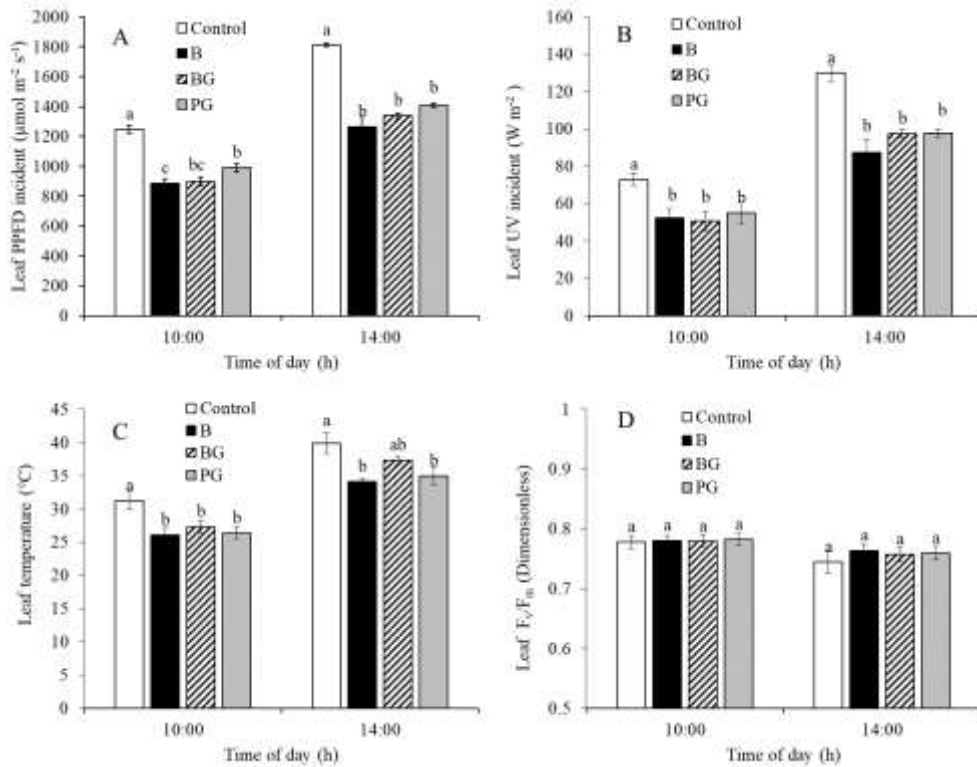 Leaf PPFD incident (μmol m⁻² s⁻¹)
2000
1800
1600
1400
1200
1000
800
600
400
200
0
A
Control
B
BG
PG
a
c
bc
b
a
b
b
b
10:00
14:00
Time of day (h)
Leaf UV incident (W m⁻²)
160
140
120
100
80
60
40
20
0
B
Control
B
BG
PG
a
b
b
b
a
b
b
b
10:00
14:00
Time of day (h)
Leaf temperature (°C)
45
40
35
30
25
20
15
10
5
0
C
Control
B
BG
PG
a
b
b
b
a
b
ab
b
10:00
14:00
Time of day (h)
Leaf Fᵥ/Fₘ (Dimensionless)
1
0.9
0.8
0.7
0.6
0.5
D
Control
B
BG
PG
a
a
a
a
a
a
a
a
10:00
14:00
Time of day (h)